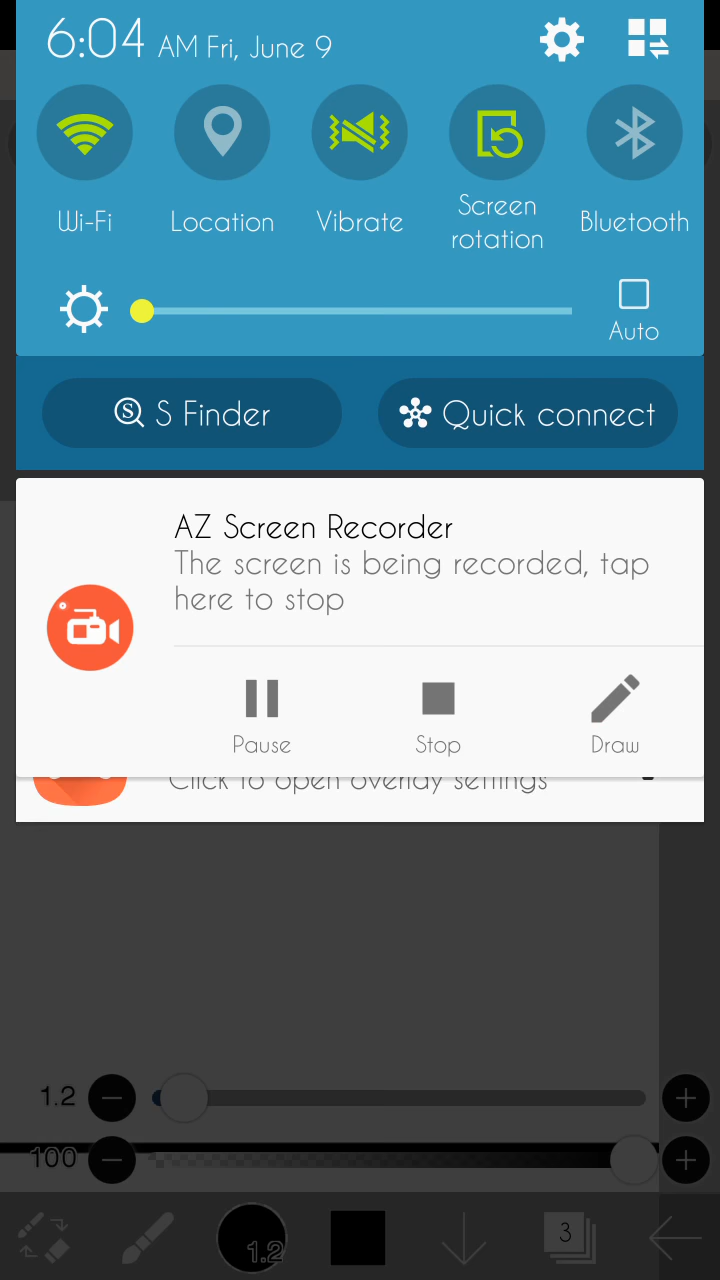 6:04 AM Fri, June 9
Wi-Fi Location Vibrate Screen rotation Bluetooth
Auto
S Finder Quick connect
AZ Screen Recorder
The screen is being recorded, tap
here to stop
Pause Stop Draw
Click to open overlay settings
1.2
100
1.2 3